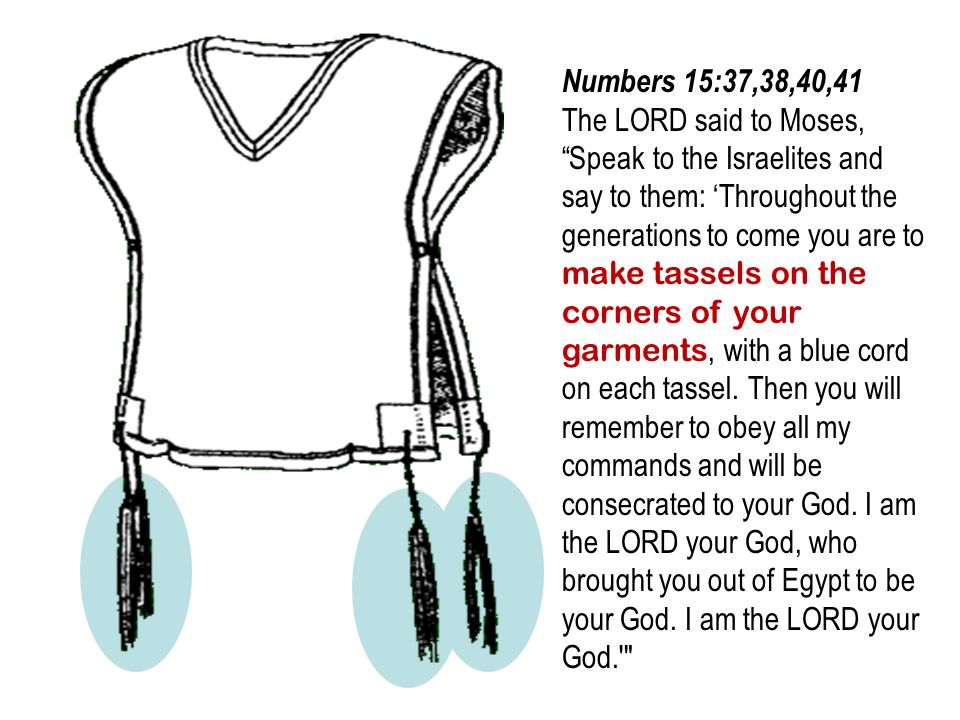 Numbers 15:37,38,40,41
The LORD said to Moses,
“Speak to the Israelites and
say to them: ‘Throughout the
generations to come you are to
make tassels on the
corners of your
garments, with a blue cord
on each tassel. Then you will
remember to obey all my
commands and will be
consecrated to your God. I am
the LORD your God, who
brought you out of Egypt to be
your God. I am the LORD your
God.'"